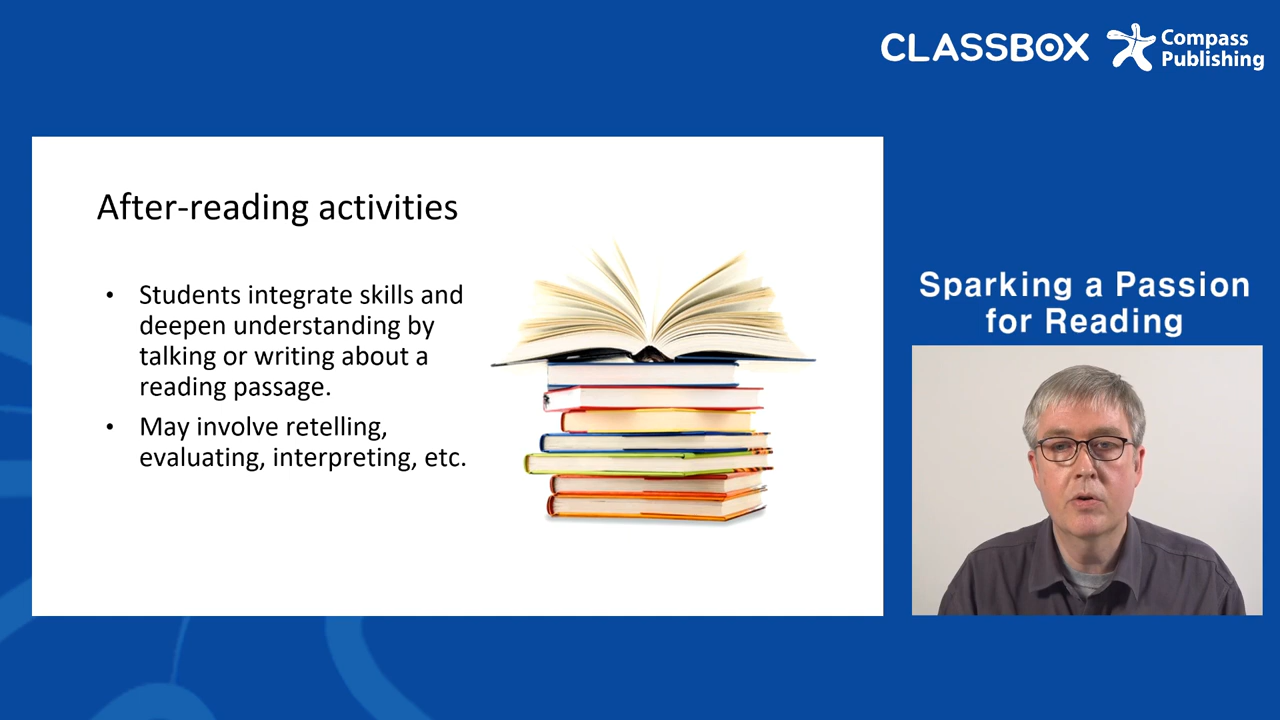 CLASSBOX
Compass
Publishing
After-reading activities
• Students integrate skills and
deepen understanding by
talking or writing about a
reading passage.
• May involve retelling,
evaluating, interpreting, etc.
Sparking a Passion
for Reading